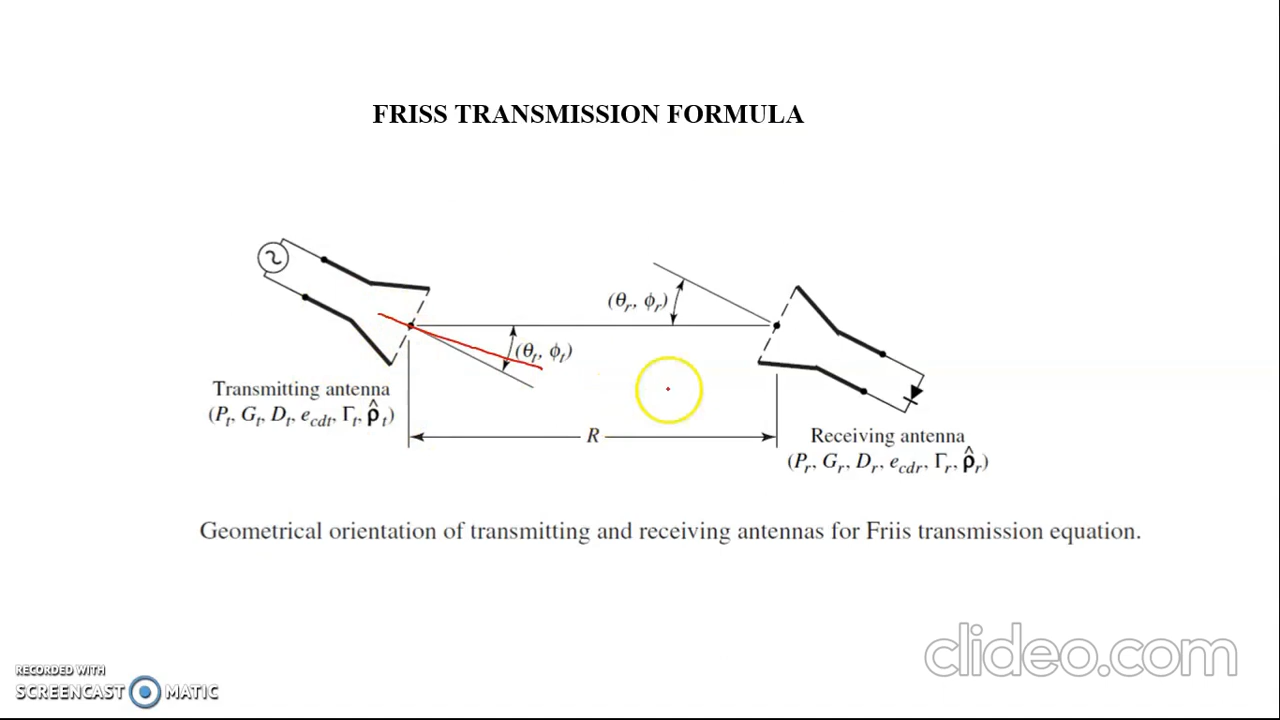 FRISS TRANSMISSION FORMULA
(θr, ϕr)
(θt, ϕt)
Transmitting antenna
(Pt, Gt, Dt, ecdt, Γt, ρ̂t)
R
Receiving antenna
(Pr, Gr, Dr, ecdr, Γr, ρ̂r)
Geometrical orientation of transmitting and receiving antennas for Friis transmission equation.
clideo.com
RECORDED WITH
SCREENCAST MATIC